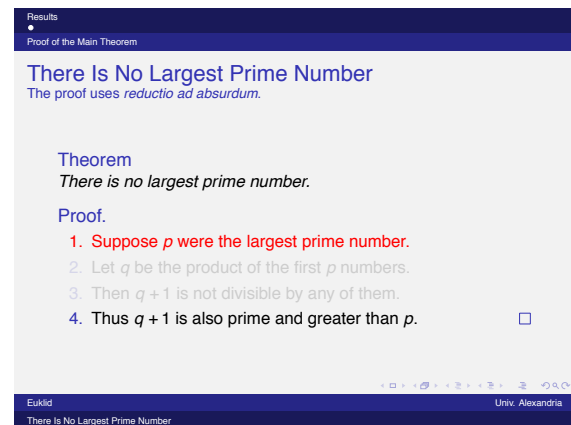 Results
Proof of the Main Theorem
There Is No Largest Prime Number
The proof uses reductio ad absurdum.
Theorem
There is no largest prime number.
Proof.
1. Suppose p were the largest prime number.
2. Let q be the product of the first p numbers.
3. Then q + 1 is not divisible by any of them.
4. Thus q + 1 is also prime and greater than p.
Euklid Univ. Alexandria
There Is No Largest Prime Number